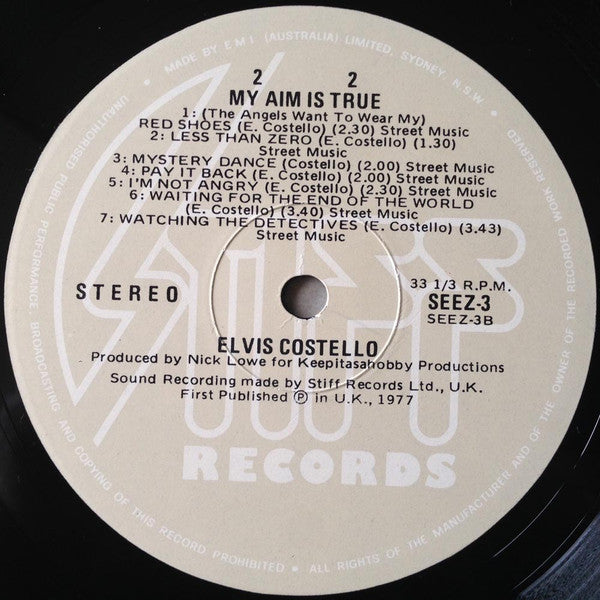 MADE BY E M I (AUSTRALIA) LIMITED, SYDNEY, N.S.W.
UNAUTHORISED PUBLIC PERFORMANCE BROADCASTING AND COPYING OF THIS RECORD PROHIBITED • ALL RIGHTS OF THE MANUFACTURER AND OF THE OWNER OF THE RECORDED WORK RESERVED
2 2
MY AIM IS TRUE
1: (The Angels Want To Wear My)
RED SHOES (E. Costello) (2.30) Street Music
2: LESS THAN ZERO (E. Costello) (1.30)
Street Music
3: MYSTERY DANCE (Costello) (2.00) Street Music
4: PAY IT BACK (E. Costello) (2.00) Street Music
5: I'M NOT ANGRY (E. Costello) (2.30) Street Music
6: WAITING FOR THE END OF THE WORLD
(E. Costello) (3.40) Street Music
7: WATCHING THE DETECTIVES (E. Costello) (3.43)
Street Music
STEREO
33 1/3 R.P.M.
SEEZ-3
SEEZ-3B
STIFF
ELVIS COSTELLO
Produced by Nick Lowe for Keepitasahobby Productions
Sound Recording made by Stiff Records Ltd., U.K.
First Published Ⓟ in U.K., 1977
RECORDS